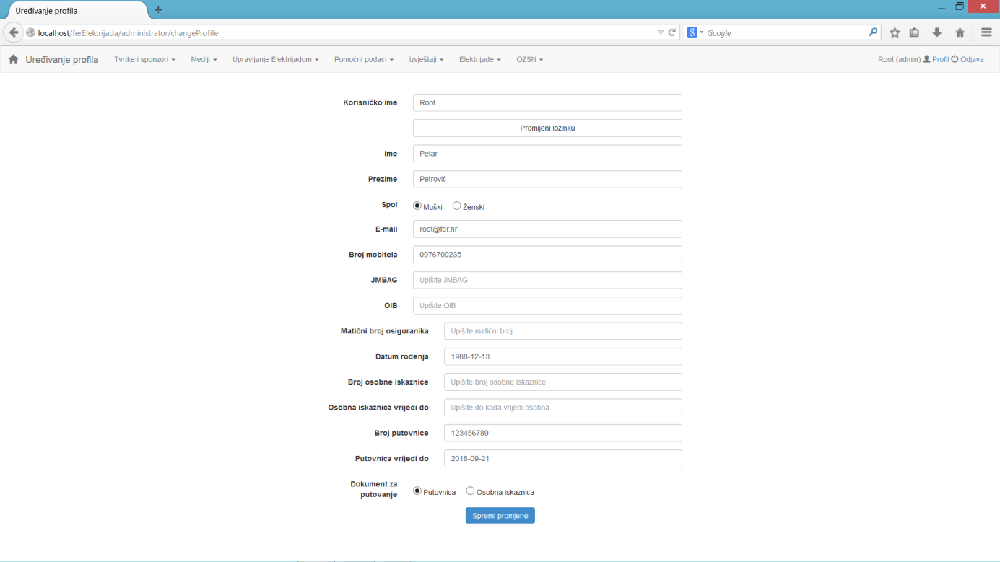 Uređivanje profila
localhost/ferElektrijada/administrator/changeProfile
Google
Uređivanje profila Tvrtke i sponzori Mediji Upravljanje Elektrijadom Pomoćni podaci Izvještaji Elektrijade OZSN Root (admin) Profil Odjava
Korisničko ime Root
Promijeni lozinku
Ime Petar
Prezime Petrović
Spol Muški Ženski
E-mail root@fer.hr
Broj mobitela 0976700235
JMBAG Upišite JMBAG
OIB Upišite OIB
Matični broj osiguranika Upišite matični broj
Datum rođenja 1988-12-13
Broj osobne iskaznice Upišite broj osobne iskaznice
Osobna iskaznica vrijedi do Upišite do kada vrijedi osobna
Broj putovnice 123456789
Putovnica vrijedi do 2018-09-21
Dokument za
putovanje Putovnica Osobna iskaznica
Spremi promjene